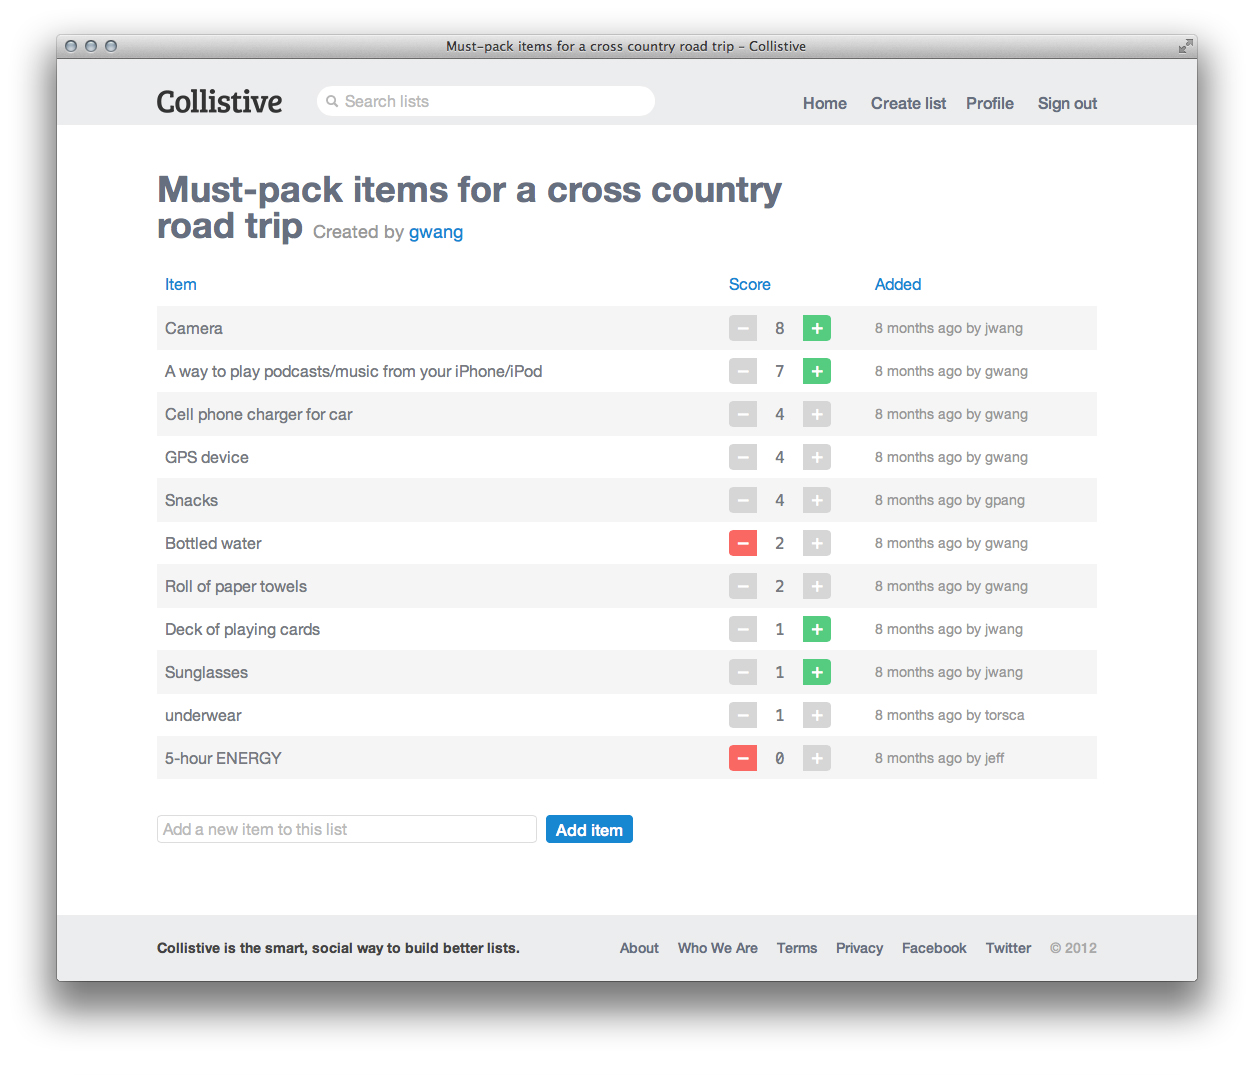 Must-pack items for a cross country road trip – Collistive
Collistive
Search lists
Home Create list Profile Sign out
Must-pack items for a cross country
road trip Created by gwang
Item Score Added
Camera − 8 + 8 months ago by jwang
A way to play podcasts/music from your iPhone/iPod − 7 + 8 months ago by gwang
Cell phone charger for car − 4 + 8 months ago by gwang
GPS device − 4 + 8 months ago by gwang
Snacks − 4 + 8 months ago by gpang
Bottled water − 2 + 8 months ago by gwang
Roll of paper towels − 2 + 8 months ago by gwang
Deck of playing cards − 1 + 8 months ago by jwang
Sunglasses − 1 + 8 months ago by jwang
underwear − 1 + 8 months ago by torsca
5-hour ENERGY − 0 + 8 months ago by jeff
Add a new item to this list Add item
Collistive is the smart, social way to build better lists. About Who We Are Terms Privacy Facebook Twitter © 2012